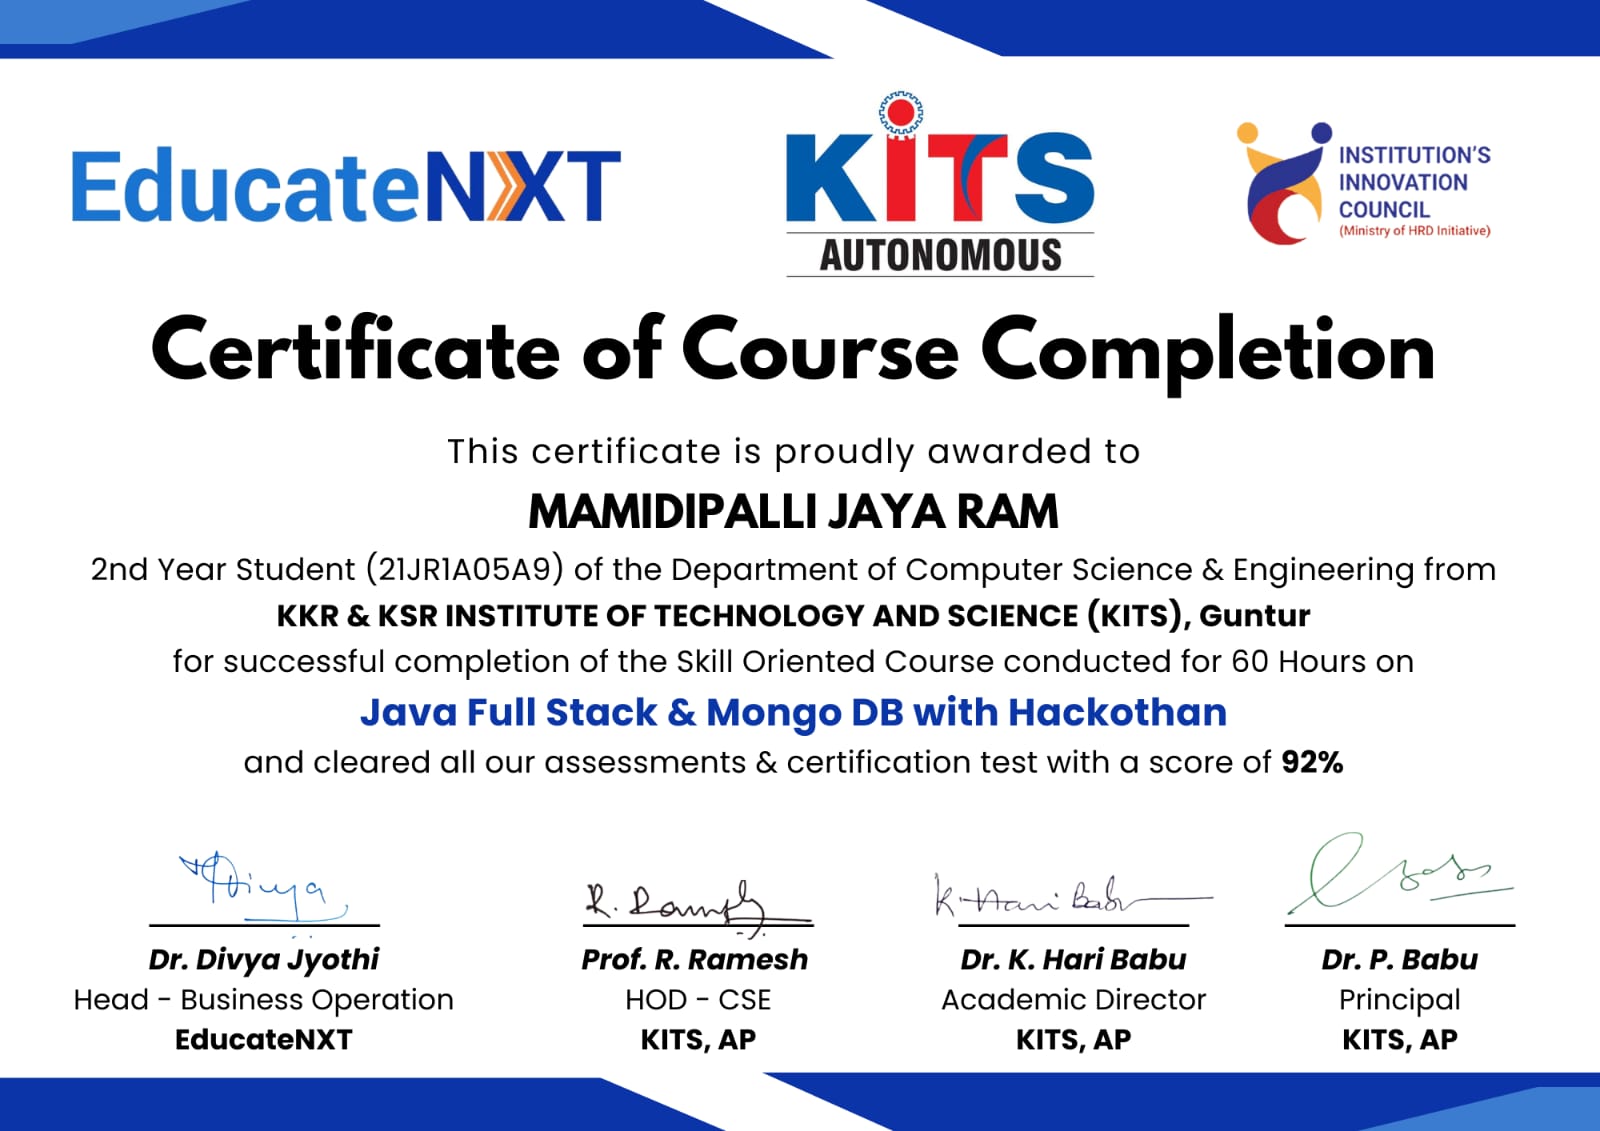 EducateNXT
KITS
AUTONOMOUS
INSTITUTION'S
INNOVATION
COUNCIL
(Ministry of HRD Initiative)
Certificate of Course Completion
This certificate is proudly awarded to
MAMIDIPALLI JAYA RAM
2nd Year Student (21JR1A05A9) of the Department of Computer Science & Engineering from
KKR & KSR INSTITUTE OF TECHNOLOGY AND SCIENCE (KITS), Guntur
for successful completion of the Skill Oriented Course conducted for 60 Hours on
Java Full Stack & Mongo DB with Hackothan
and cleared all our assessments & certification test with a score of 92%
Divya
R. Ramesh
K. Hari Babu
Dr. Divya Jyothi
Head - Business Operation
EducateNXT
Prof. R. Ramesh
HOD - CSE
KITS, AP
Dr. K. Hari Babu
Academic Director
KITS, AP
Dr. P. Babu
Principal
KITS, AP